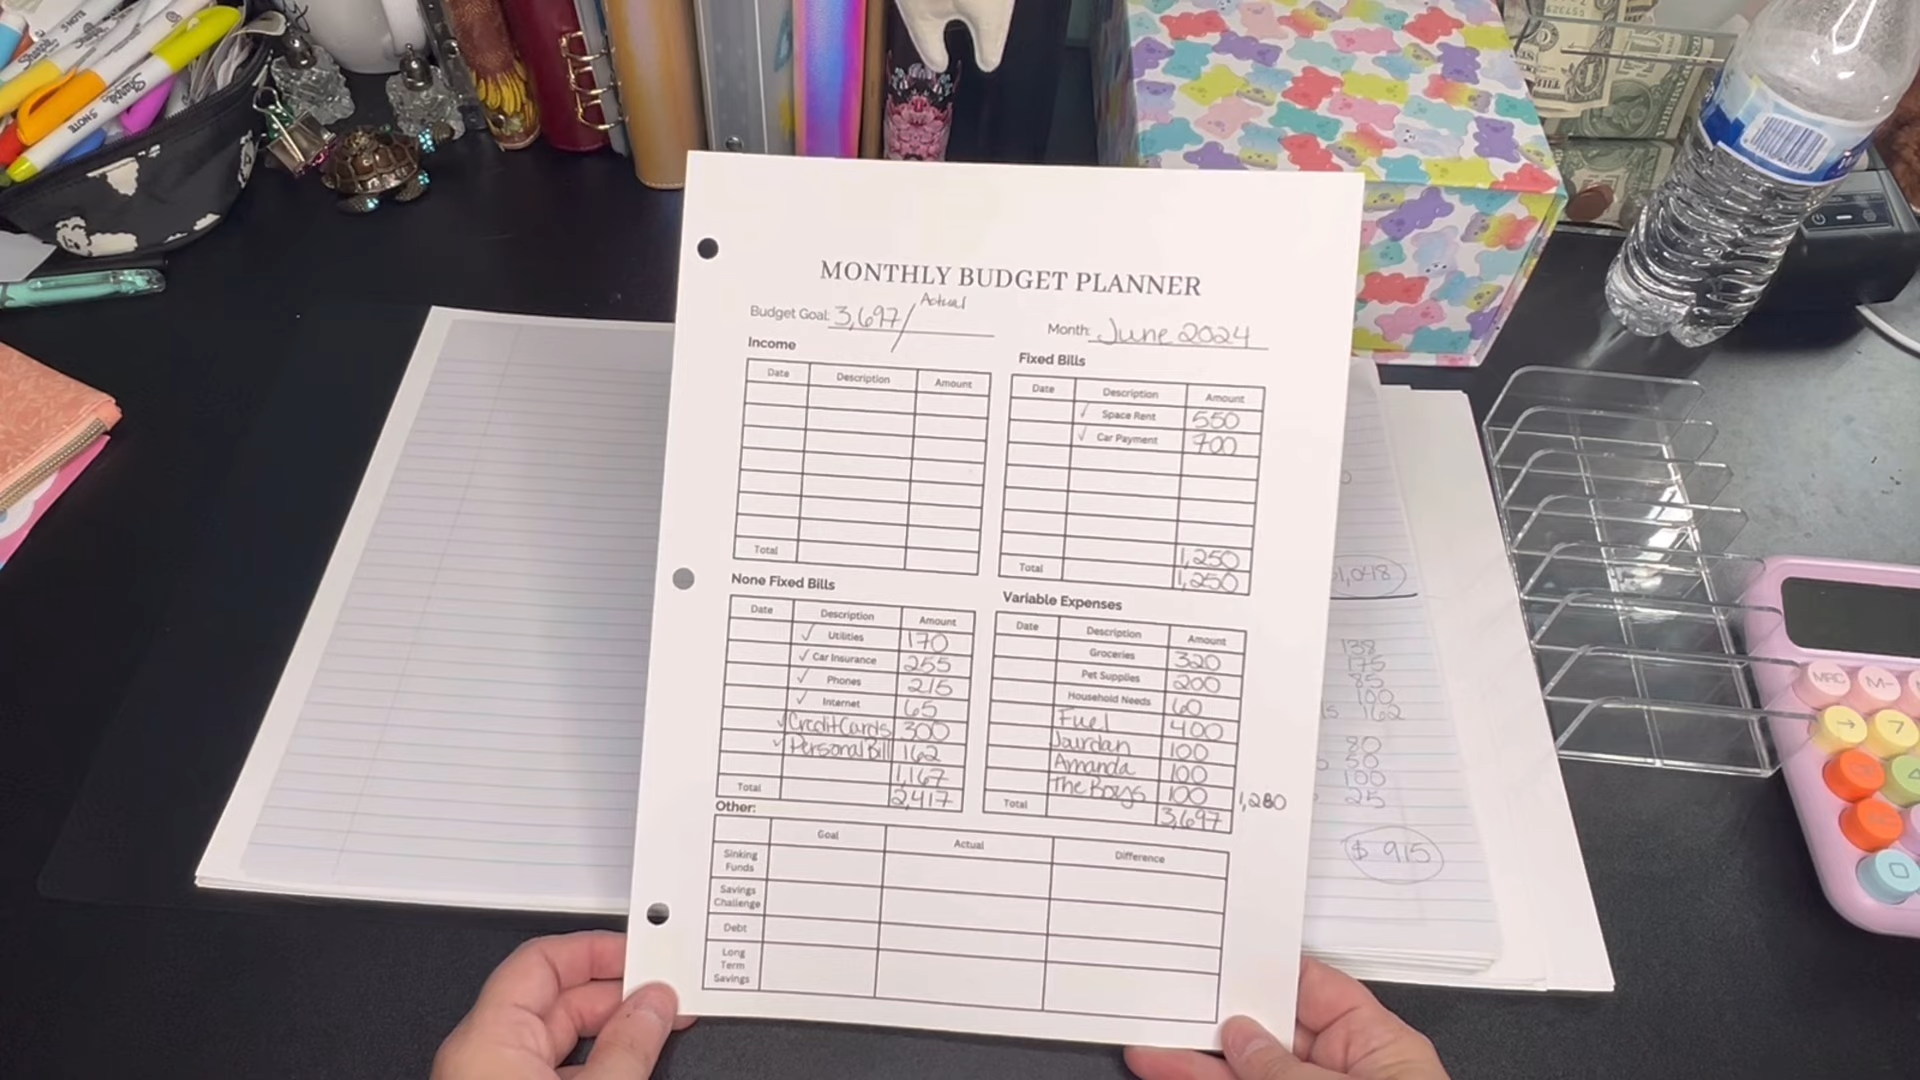 MONTHLY BUDGET PLANNER
Budget Goal: 3,697/ Actual
Month: June 2024
Income
Date Description Amount
Total
Fixed Bills
Date Description Amount
✓ Space Rent 550
✓ Car Payment 700
1,250
Total 1,250
None Fixed Bills
Date Description Amount
✓ Utilities 170
✓ Car Insurance 255
✓ Phones 215
✓ Internet 65
✓ Credit Cards 300
✓ Personal Bill 162
1,167
Total 2,417
Variable Expenses
Date Description Amount
Groceries 320
Pet Supplies 200
Household Needs 60
Fuel 400
Jourdan 100
Amanda 100
The Boys 100 1,280
Total 3,697
Other:
Goal Actual Difference
Sinking Funds
Savings Challenge
Debt
Long Term Savings
1,048
138
175
85
100
162
80
50
100
25
$ 915
MRC M-
7
S·NOTE
Sharpie